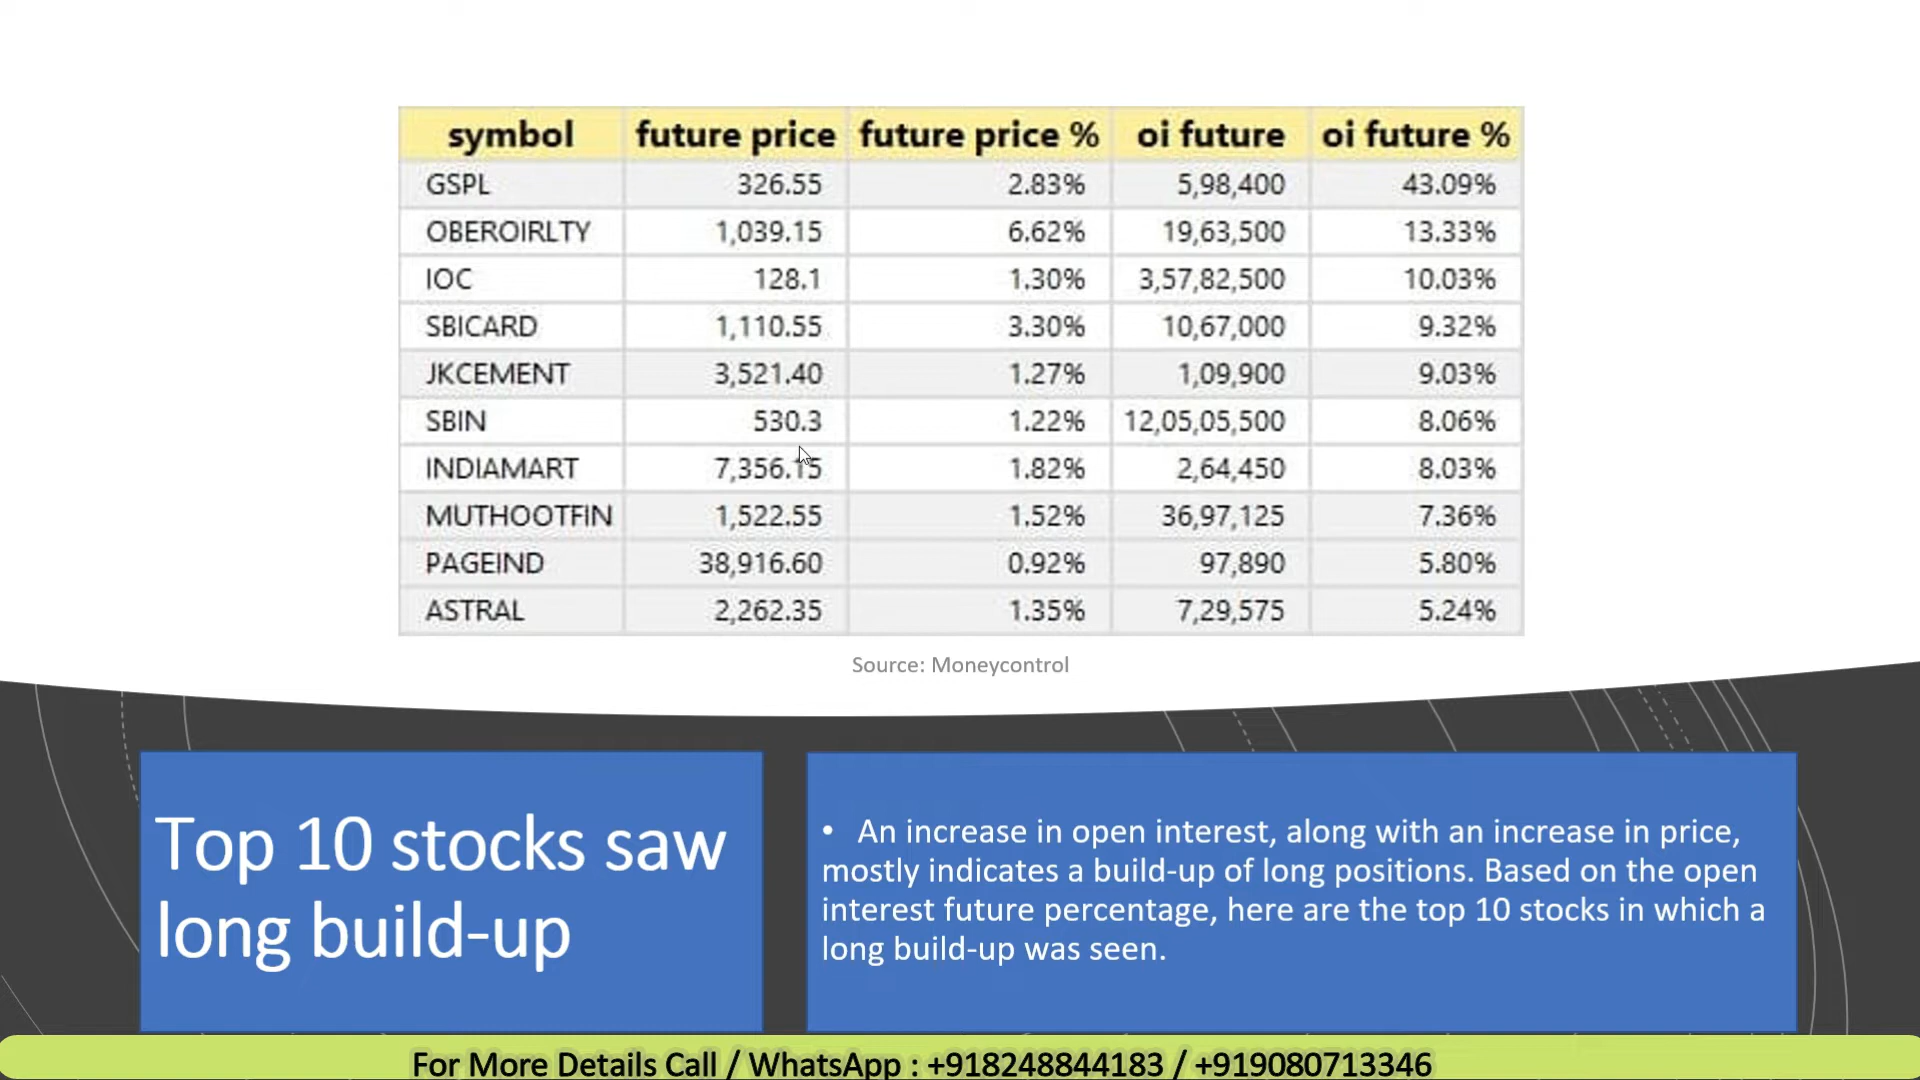 symbol future price future price % oi future oi future %
GSPL 326.55 2.83% 5,98,400 43.09%
OBEROIRLTY 1,039.15 6.62% 19,63,500 13.33%
IOC 128.1 1.30% 3,57,82,500 10.03%
SBICARD 1,110.55 3.30% 10,67,000 9.32%
JKCEMENT 3,521.40 1.27% 1,09,900 9.03%
SBIN 530.3 1.22% 12,05,05,500 8.06%
INDIAMART 7,356.15 1.82% 2,64,450 8.03%
MUTHOOTFIN 1,522.55 1.52% 36,97,125 7.36%
PAGEIND 38,916.60 0.92% 97,890 5.80%
ASTRAL 2,262.35 1.35% 7,29,575 5.24%
Source: Moneycontrol
Top 10 stocks saw
long build-up
• An increase in open interest, along with an increase in price,
mostly indicates a build-up of long positions. Based on the open
interest future percentage, here are the top 10 stocks in which a
long build-up was seen.
For More Details Call / WhatsApp : +918248844183 / +919080713346